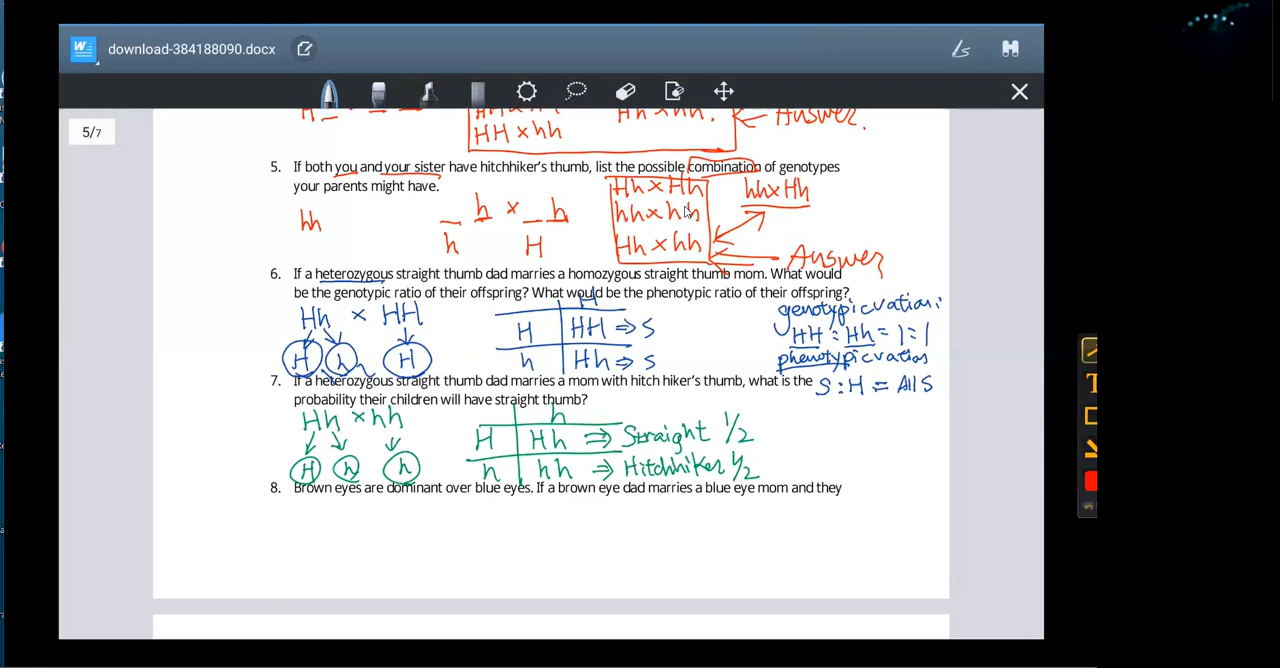 download-384188090.docx
5/7
HH x hh
Answer.
5. If both you and your sister have hitchhiker's thumb, list the possible combination of genotypes
your parents might have.
Hh x Hh
hh x Hh
hh
_ h x _ h
hh x hh
h H
Hh x hh
Answer
6. If a heterozygous straight thumb dad marries a homozygous straight thumb mom. What would
be the genotypic ratio of their offspring? What would be the phenotypic ratio of their offspring?
Hh x HH
H
H HH ⇒ S
h Hh ⇒ S
H h H
HH : Hh = 1 : 1
S : H = All S
7. If a heterozygous straight thumb dad marries a mom with hitch hiker's thumb, what is the
probability their children will have straight thumb?
Hh x hh
h
H Hh ⇒ Straight 1/2
h hh ⇒ Hitchhiker 1/2
H h h
8. Brown eyes are dominant over blue eyes. If a brown eye dad marries a blue eye mom and they